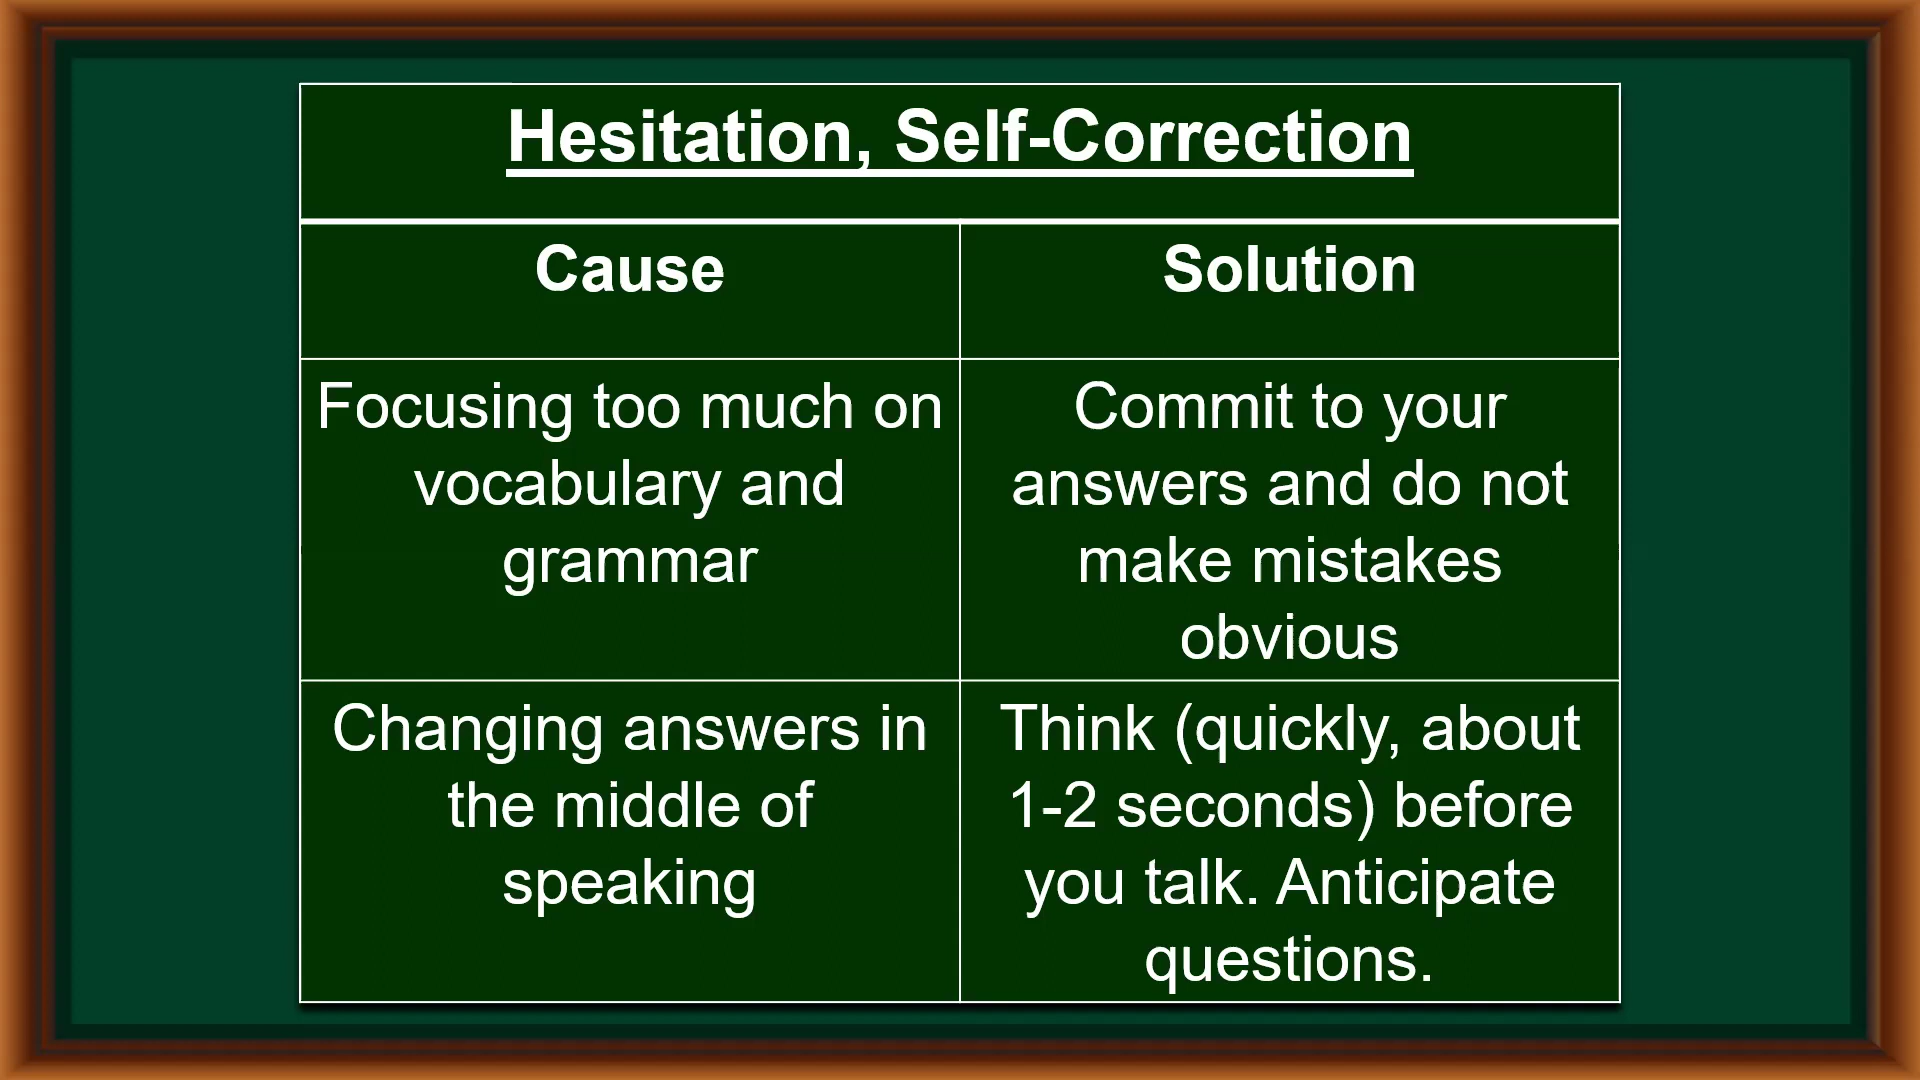 Hesitation, Self-Correction
Cause
Solution
Focusing too much on
vocabulary and
grammar
Commit to your
answers and do not
make mistakes
obvious
Changing answers in
the middle of
speaking
Think (quickly, about
1-2 seconds) before
you talk. Anticipate
questions.